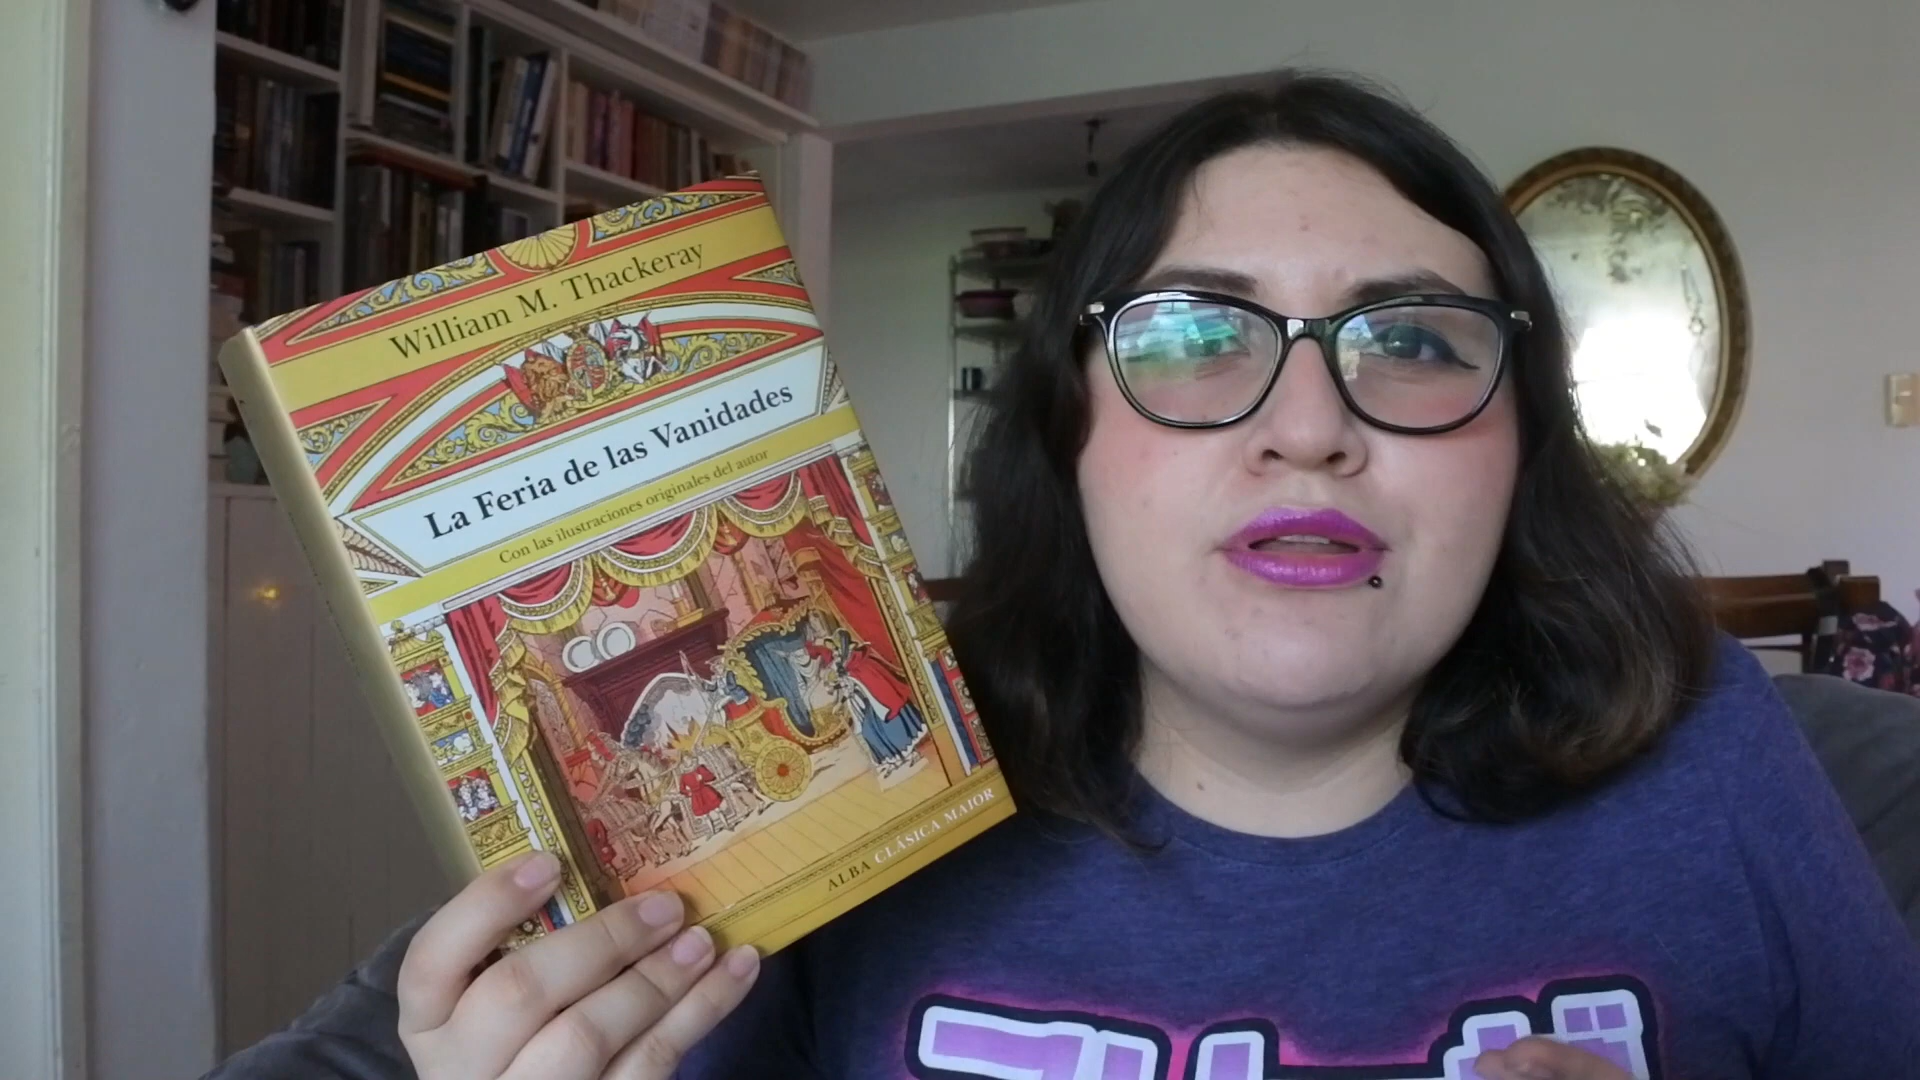 William M. Thackeray
La Feria de las Vanidades
Con las ilustraciones originales del autor
ALBA CLÁSICA MAIOR